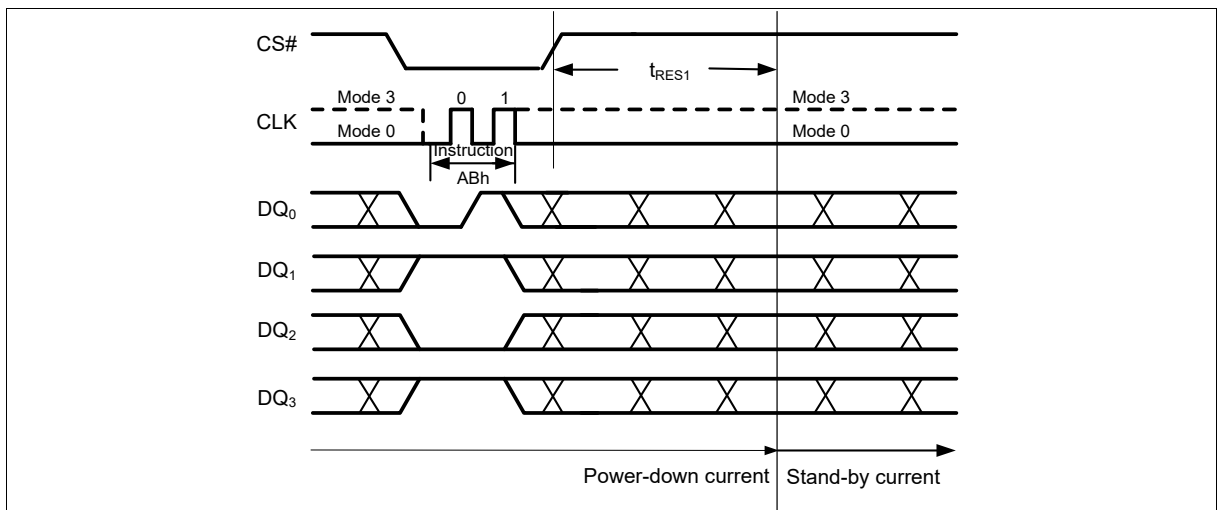 CS#
tRES1
Mode 3 0 1 Mode 3
CLK
Mode 0 Mode 0
Instruction
ABh
DQ0
DQ1
DQ2
DQ3
Power-down current Stand-by current